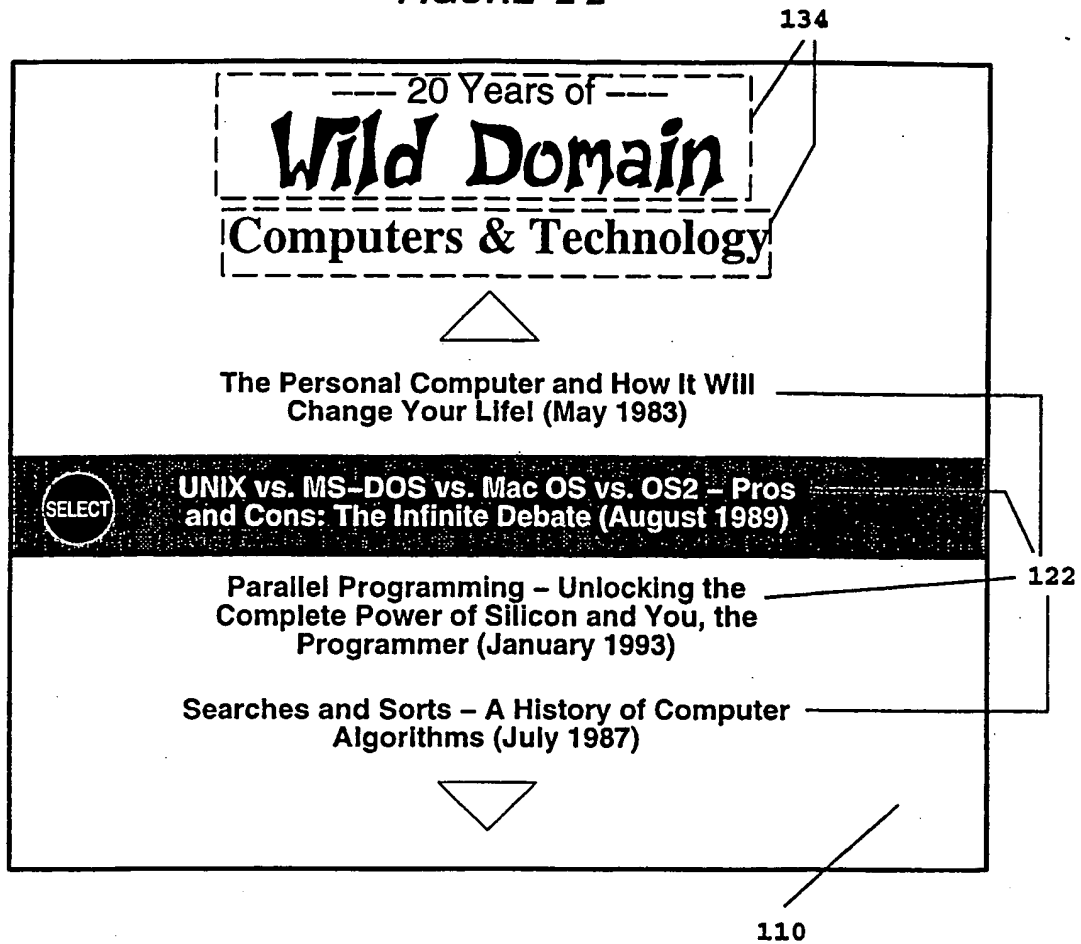 134
--- 20 Years of ---
Wild Domain
Computers & Technology
The Personal Computer and How It Will
Change Your Life! (May 1983)
SELECT
UNIX vs. MS-DOS vs. Mac OS vs. OS2 – Pros
and Cons: The Infinite Debate (August 1989)
122
Parallel Programming – Unlocking the
Complete Power of Silicon and You, the
Programmer (January 1993)
Searches and Sorts – A History of Computer
Algorithms (July 1987)
110